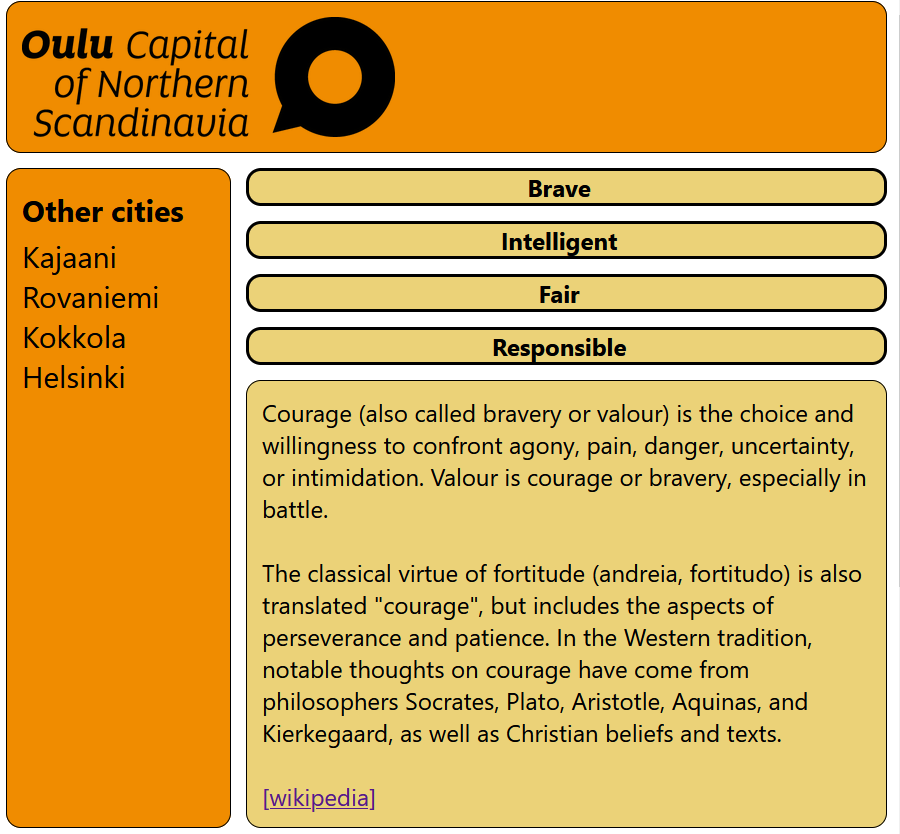 Oulu Capital
of Northern
Scandinavia
Other cities
Kajaani
Rovaniemi
Kokkola
Helsinki
Brave
Intelligent
Fair
Responsible
Courage (also called bravery or valour) is the choice and
willingness to confront agony, pain, danger, uncertainty,
or intimidation. Valour is courage or bravery, especially in
battle.
The classical virtue of fortitude (andreia, fortitudo) is also
translated "courage", but includes the aspects of
perseverance and patience. In the Western tradition,
notable thoughts on courage have come from
philosophers Socrates, Plato, Aristotle, Aquinas, and
Kierkegaard, as well as Christian beliefs and texts.
[wikipedia]